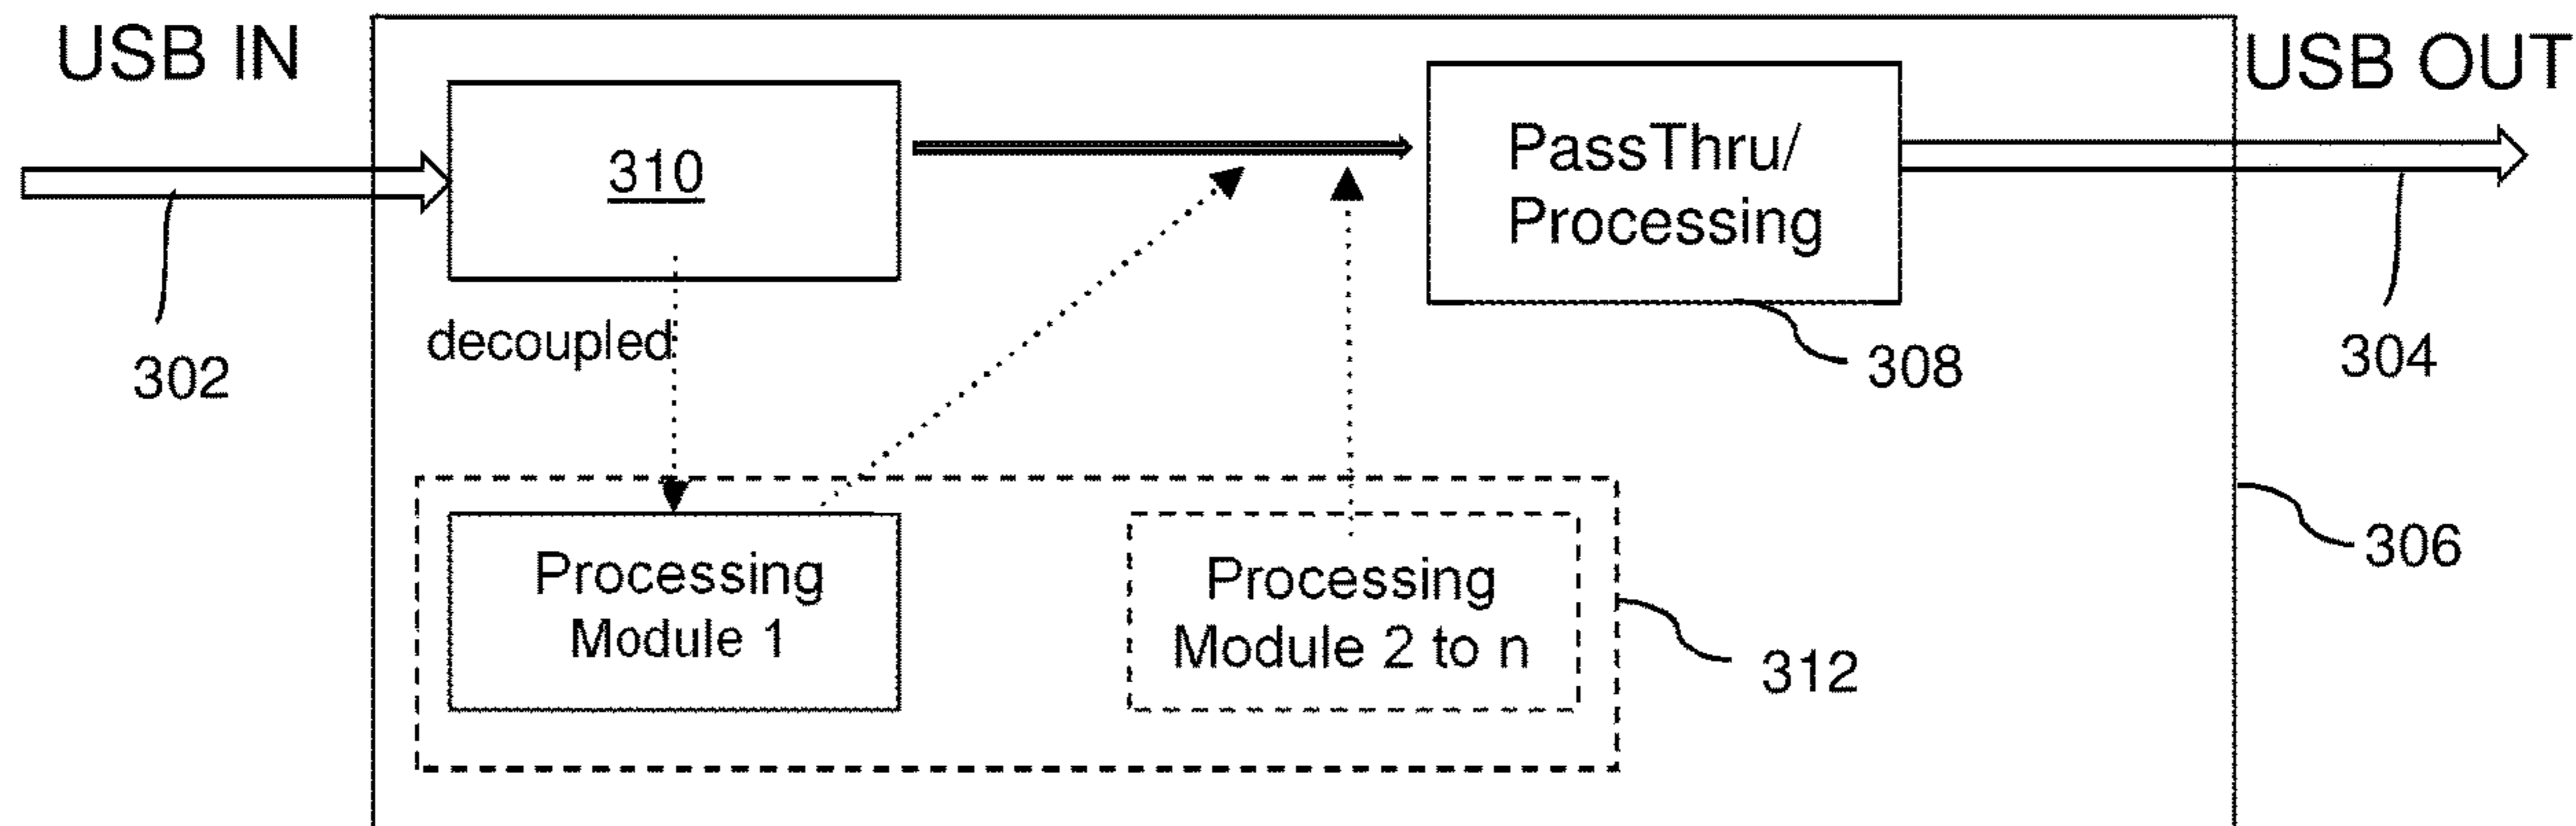 USB IN
USB OUT
310
PassThru/
Processing
302
decoupled
308
304
Processing
Module 1
Processing
Module 2 to n
306
312